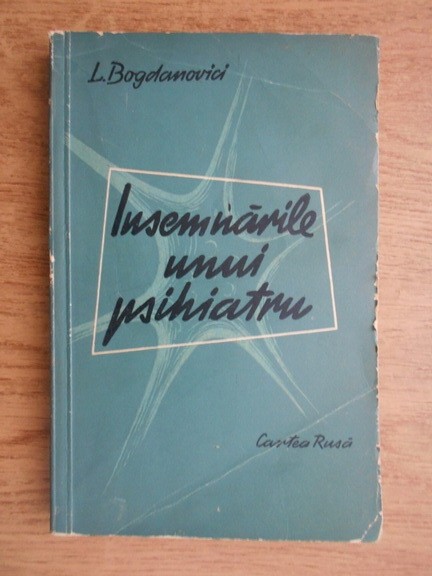 L. Bogdanovici
Insemnările
unui
psihiatru
Cartea Rusă